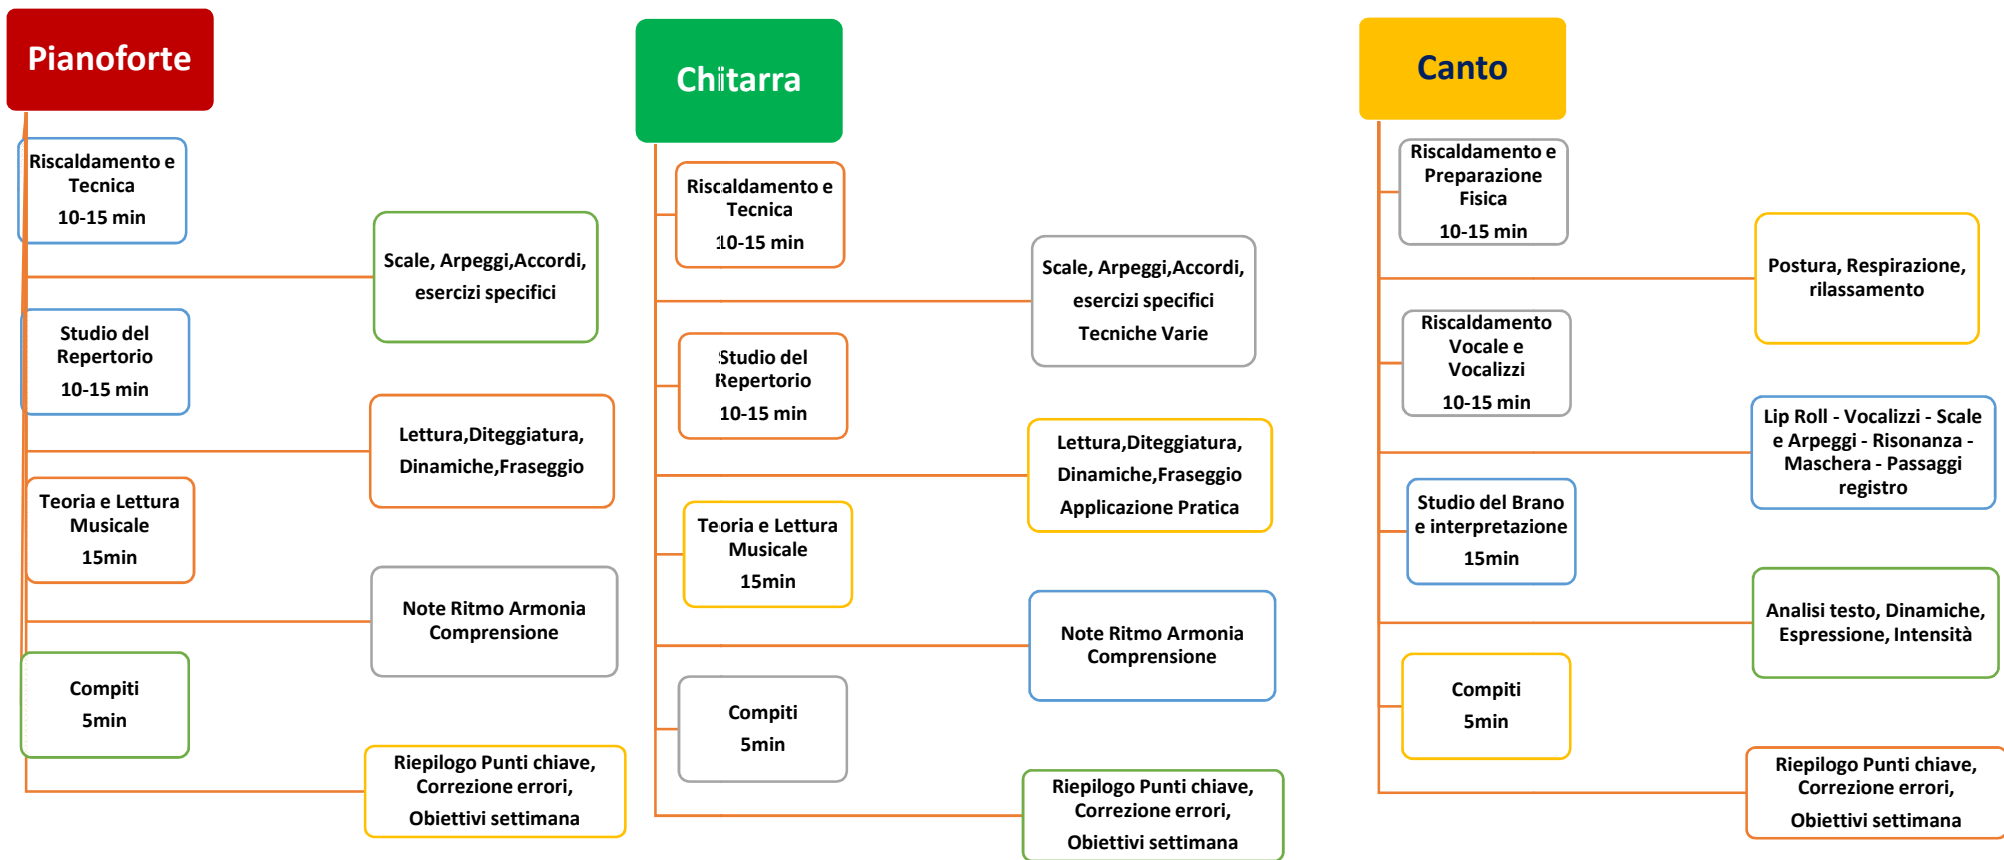 Pianoforte
Riscaldamento e
Tecnica
10-15 min
Scale, Arpeggi,Accordi,
esercizi specifici
Studio del
Repertorio
10-15 min
Lettura,Diteggiatura,
Dinamiche,Fraseggio
Teoria e Lettura
Musicale
15min
Note Ritmo Armonia
Comprensione
Compiti
5min
Riepilogo Punti chiave,
Correzione errori,
Obiettivi settimana
Chitarra
Riscaldamento e
Tecnica
10-15 min
Scale, Arpeggi,Accordi,
esercizi specifici
Tecniche Varie
Studio del
Repertorio
10-15 min
Lettura,Diteggiatura,
Dinamiche,Fraseggio
Applicazione Pratica
Teoria e Lettura
Musicale
15min
Note Ritmo Armonia
Comprensione
Compiti
5min
Riepilogo Punti chiave,
Correzione errori,
Obiettivi settimana
Canto
Riscaldamento e
Preparazione
Fisica
10-15 min
Postura, Respirazione,
rilassamento
Riscaldamento
Vocale e
Vocalizzi
10-15 min
Lip Roll - Vocalizzi - Scale
e Arpeggi - Risonanza -
Maschera - Passaggi
registro
Studio del Brano
e interpretazione
15min
Analisi testo, Dinamiche,
Espressione, Intensità
Compiti
5min
Riepilogo Punti chiave,
Correzione errori,
Obiettivi settimana